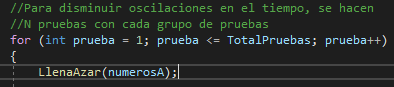 //Para disminuir oscilaciones en el tiempo, se hacen
//N pruebas con cada grupo de pruebas
for (int prueba = 1; prueba <= TotalPruebas; prueba++)
{
LlenaAzar(numerosA);